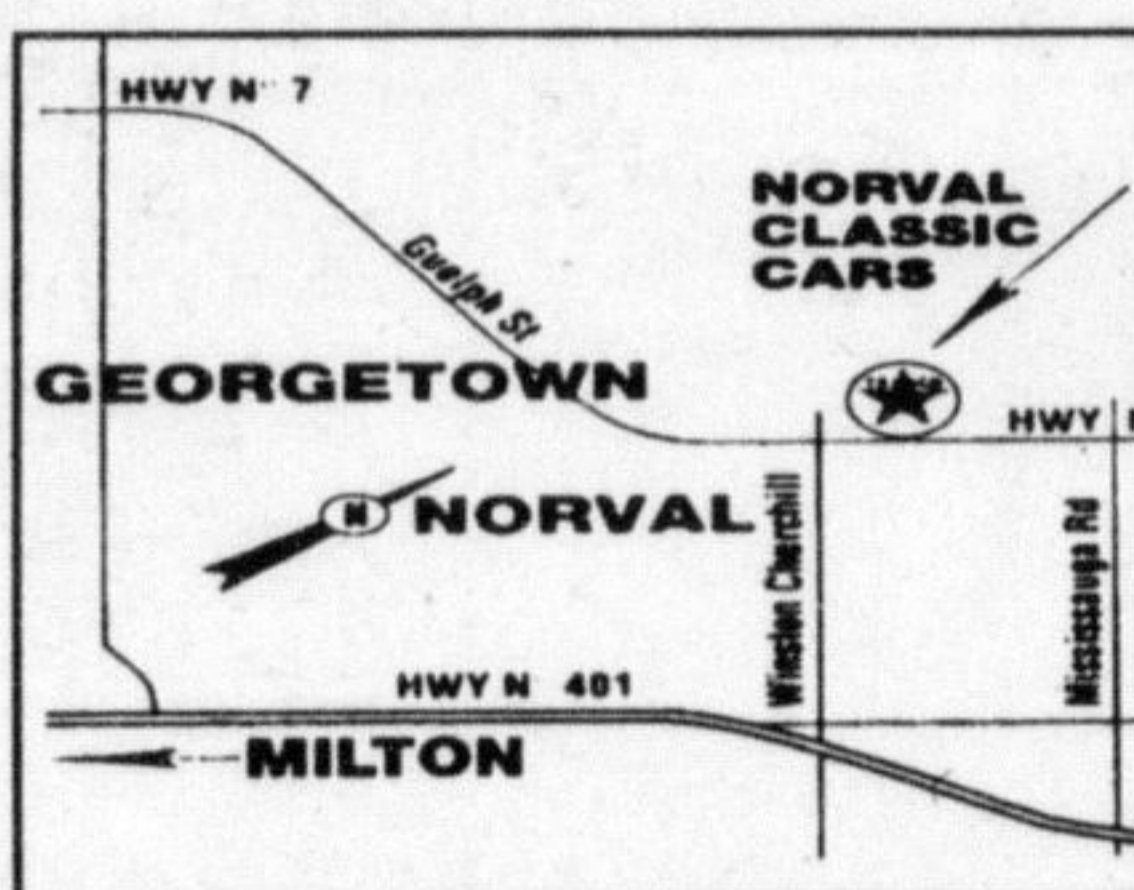 HWY N° 7
NORVAL
CLASSIC
CARS
Guelph St
GEORGETOWN
HWY
N
NORVAL
Winston Churchill
Mississauga Rd
HWY N 401
MILTON